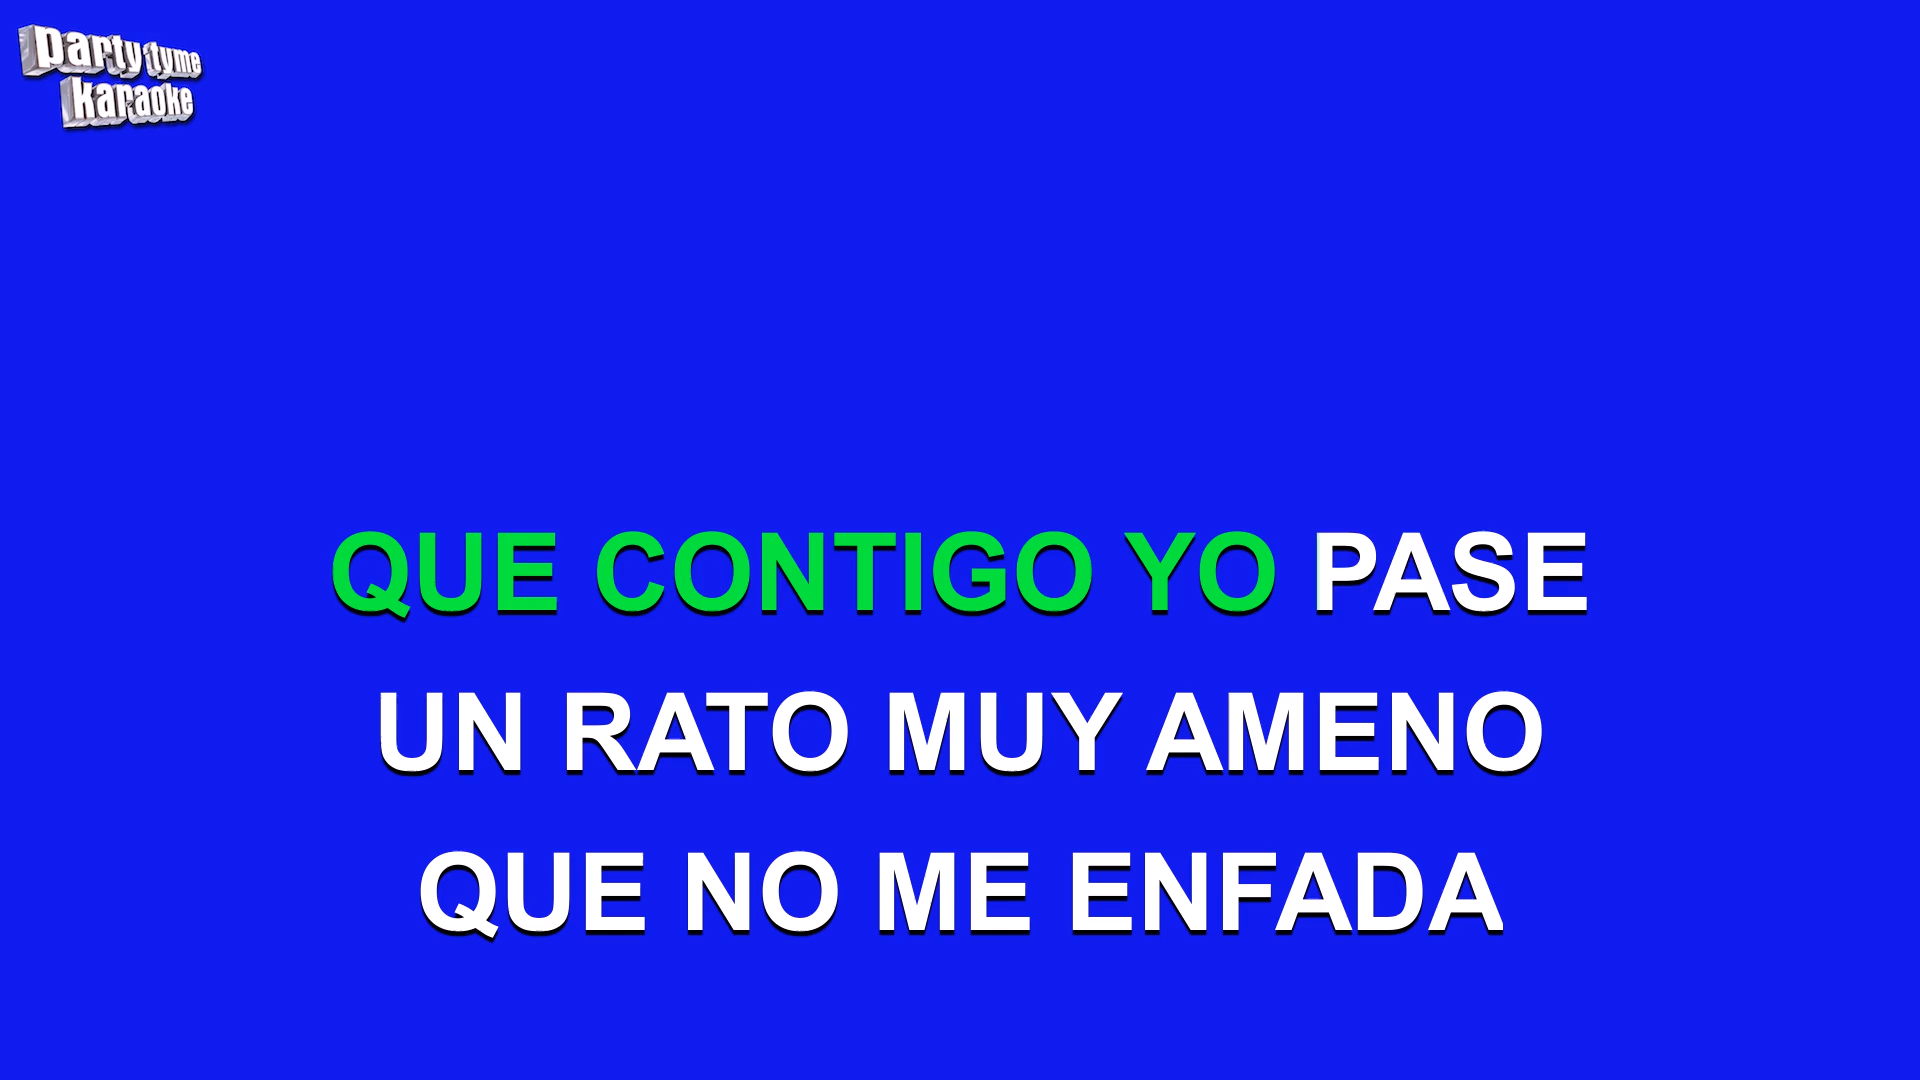 party tyme
karaoke
QUE CONTIGO YO PASE
UN RATO MUY AMENO
QUE NO ME ENFADA